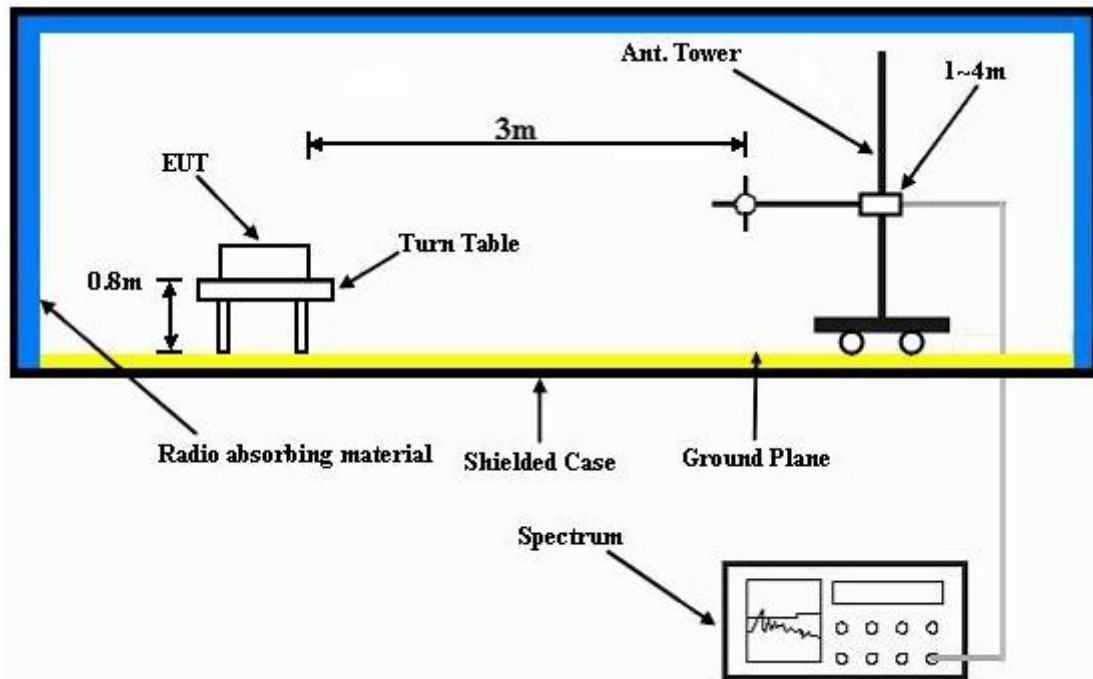 Ant. Tower
1~4m
3m
EUT
Turn Table
0.8m
Radio absorbing material
Shielded Case
Ground Plane
Spectrum